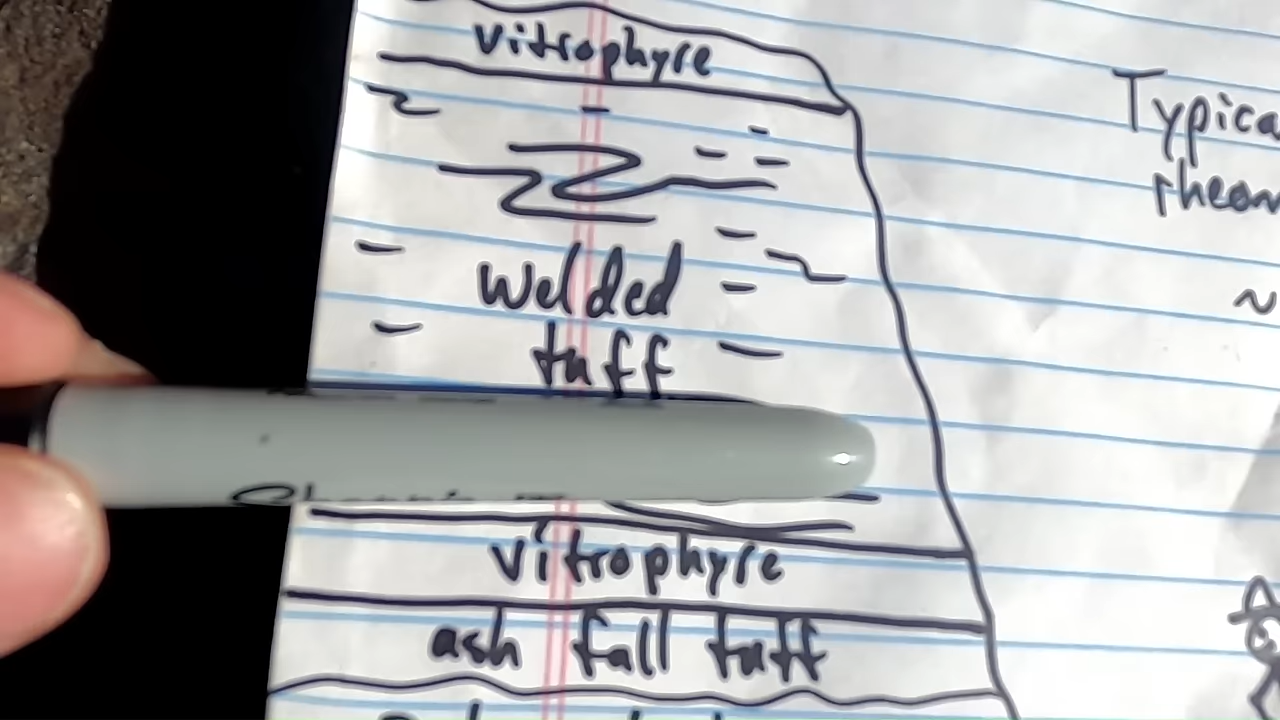 vitrophyre
Typica
rheom
welded
tuff
~
vitrophyre
ash fall tuff